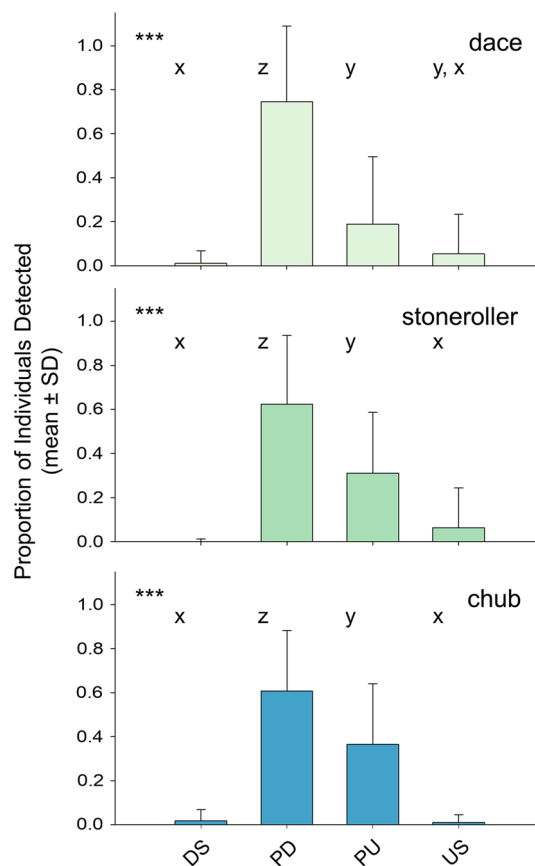 Proportion of Individuals Detected
(mean ± SD)
*** dace
x z y y, x
1.0
0.8
0.6
0.4
0.2
0.0
*** stoneroller
x z y x
1.0
0.8
0.6
0.4
0.2
0.0
*** chub
x z y x
1.0
0.8
0.6
0.4
0.2
0.0
DS PD PU US